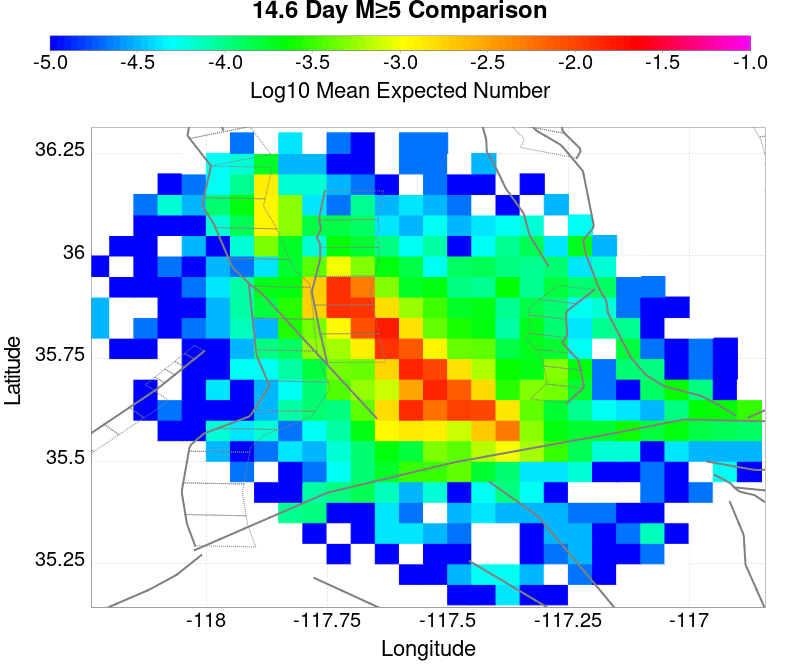 14.6 Day M≥5 Comparison
-5.0 -4.5 -4.0 -3.5 -3.0 -2.5 -2.0 -1.5 -1.0
Log10 Mean Expected Number
36.25
36
35.75
35.5
35.25
Latitude
-118 -117.75 -117.5 -117.25 -117
Longitude